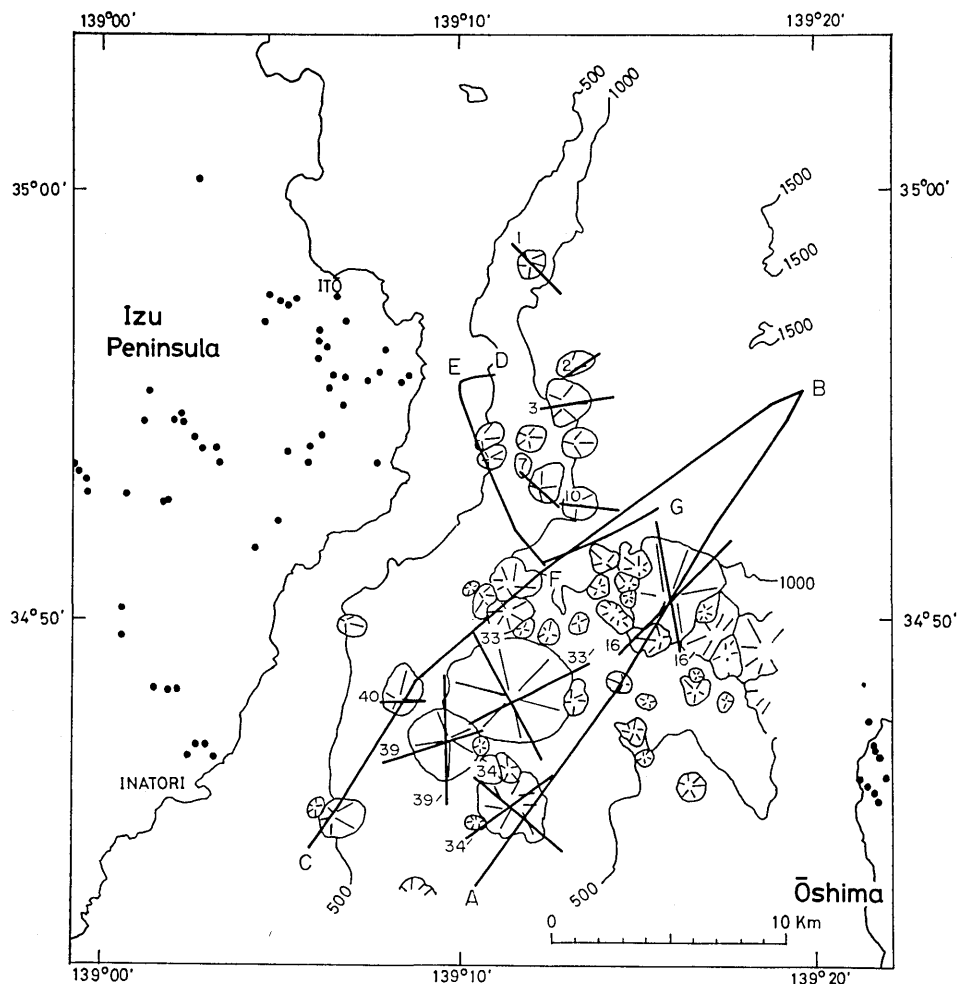 139°00' 139°10' 139°20'
500
1000
1500
35°00' 35°00'
1
1500
ITŌ
Izu
Peninsula
1500
2
E D
B
3
7
10
G
F
1000
34°50' 34°50'
33
33'
16
16'
40
39
34
39'
INATORI
34'
C
A
500
500
Ōshima
0 10 Km
139°00' 139°10' 139°20'